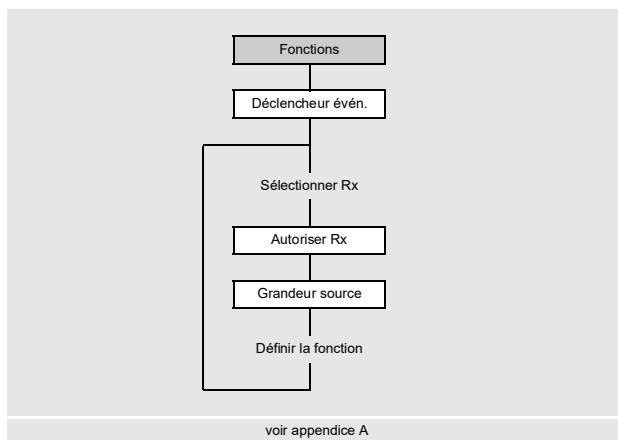 Fonctions
Déclencheur évén.
Sélectionner Rx
Autoriser Rx
Grandeur source
Définir la fonction
voir appendice A